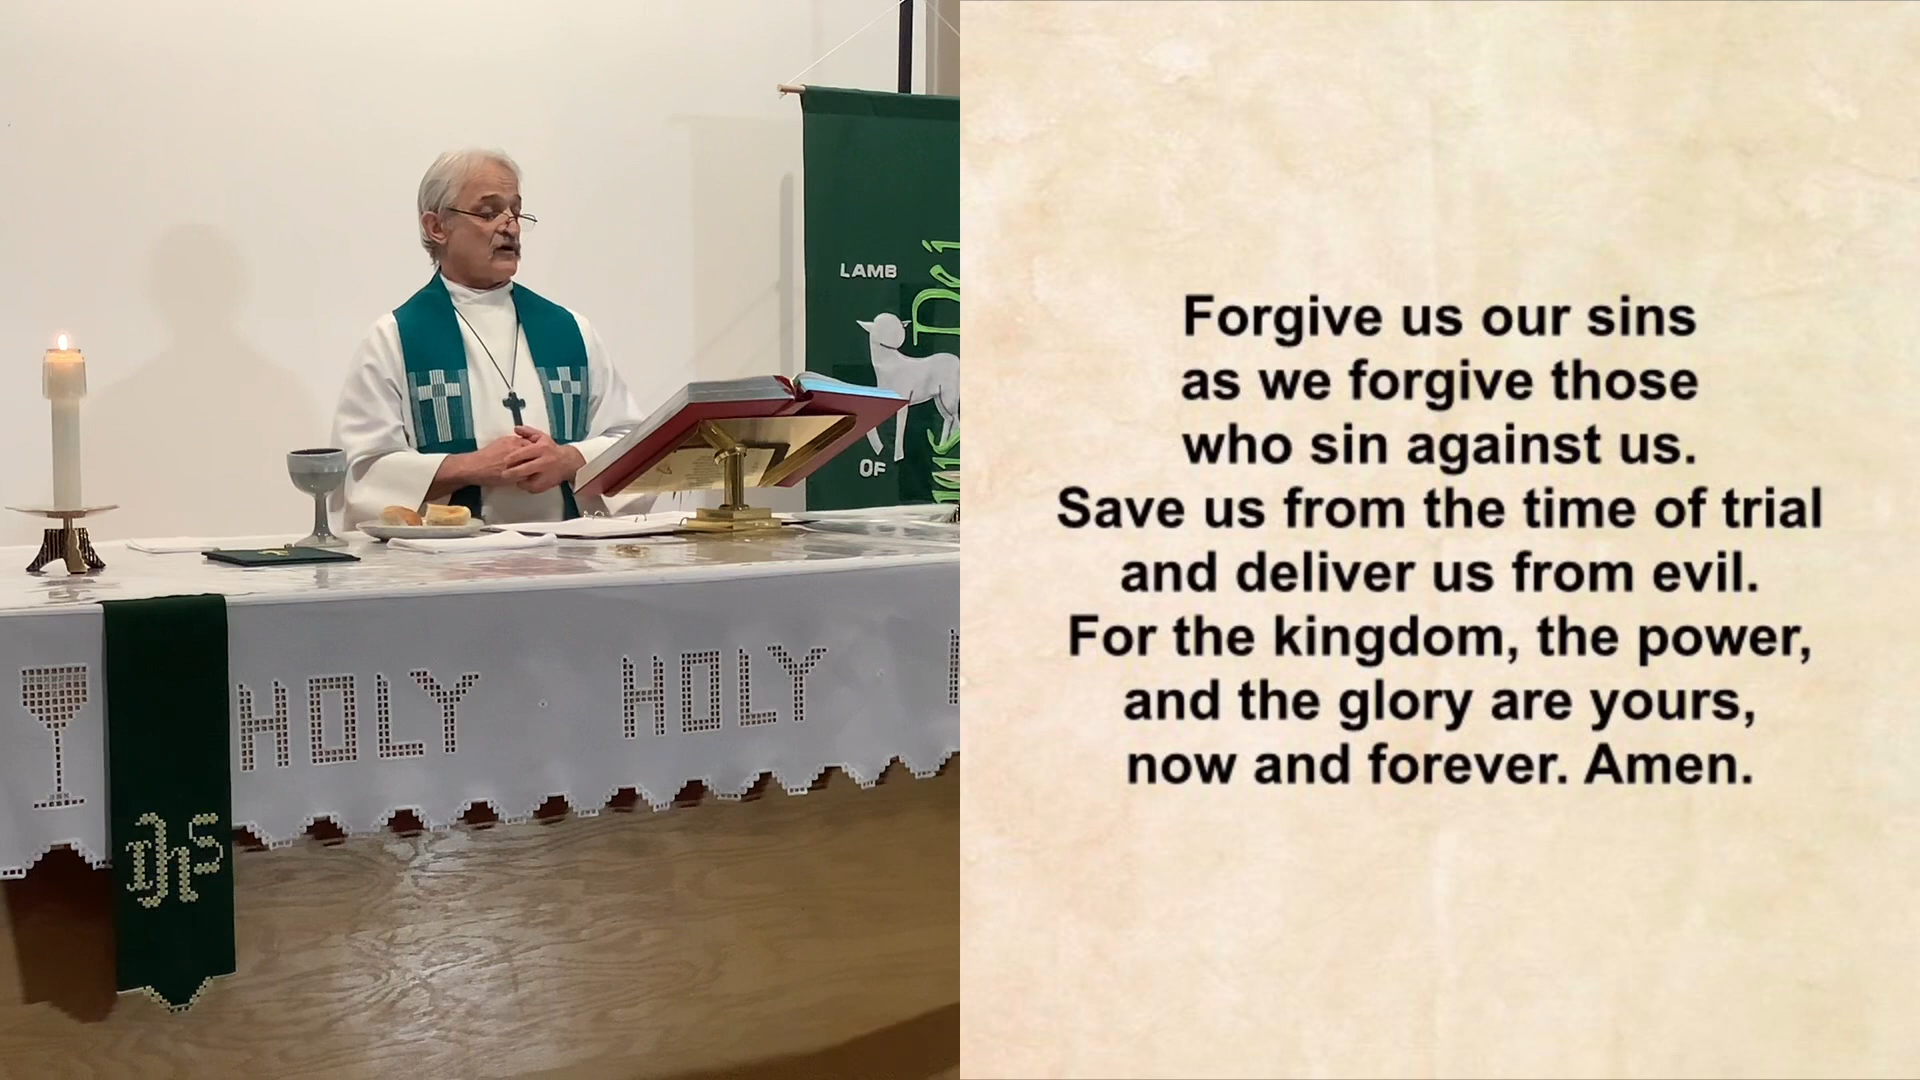 LAMB
Dei
OF
HOLY HOLY
IHS
Forgive us our sins
as we forgive those
who sin against us.
Save us from the time of trial
and deliver us from evil.
For the kingdom, the power,
and the glory are yours,
now and forever. Amen.